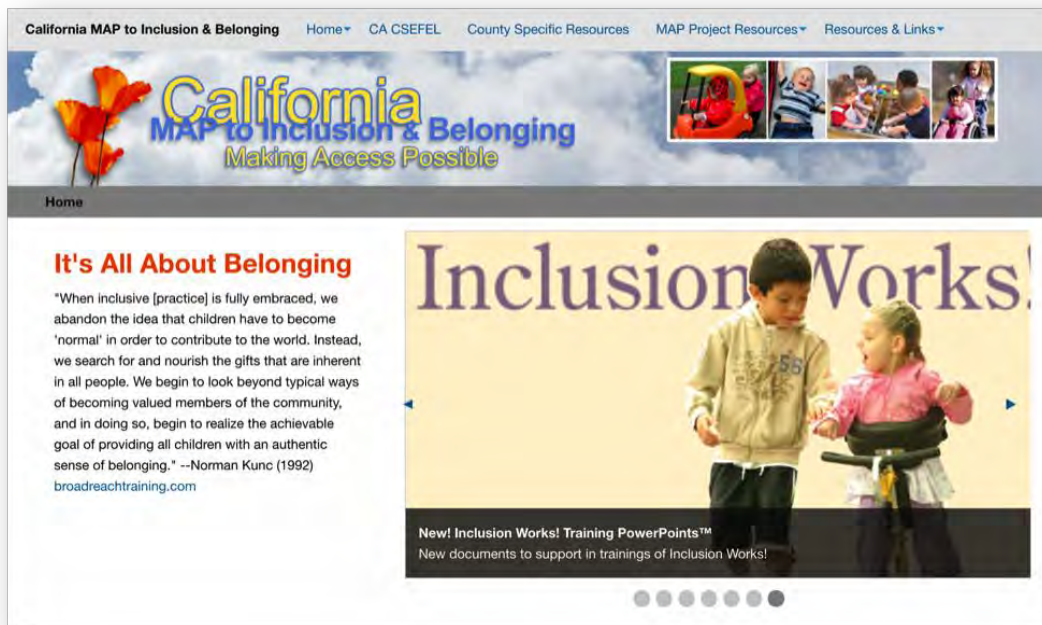 California MAP to Inclusion & Belonging Home CA CSEFEL County Specific Resources MAP Project Resources Resources & Links
California
MAP to Inclusion & Belonging
Making Access Possible
Home
It's All About Belonging
"When inclusive [practice] is fully embraced, we
abandon the idea that children have to become
'normal' in order to contribute to the world. Instead,
we search for and nourish the gifts that are inherent
in all people. We begin to look beyond typical ways
of becoming valued members of the community,
and in doing so, begin to realize the achievable
goal of providing all children with an authentic
sense of belonging." --Norman Kunc (1992)
broadreachtraining.com
Inclusion Works!
56
New! Inclusion Works! Training PowerPoints™
New documents to support in trainings of Inclusion Works!